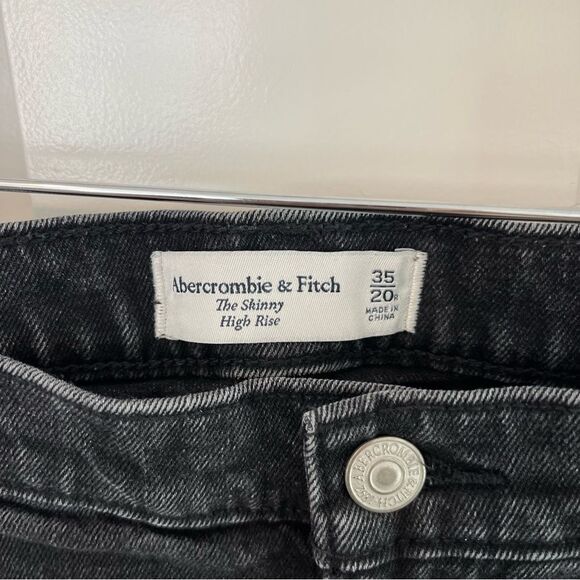 Abercrombie & Fitch
The Skinny
High Rise
35
20R
MADE IN
CHINA
ABERCROMBIE & FITCH